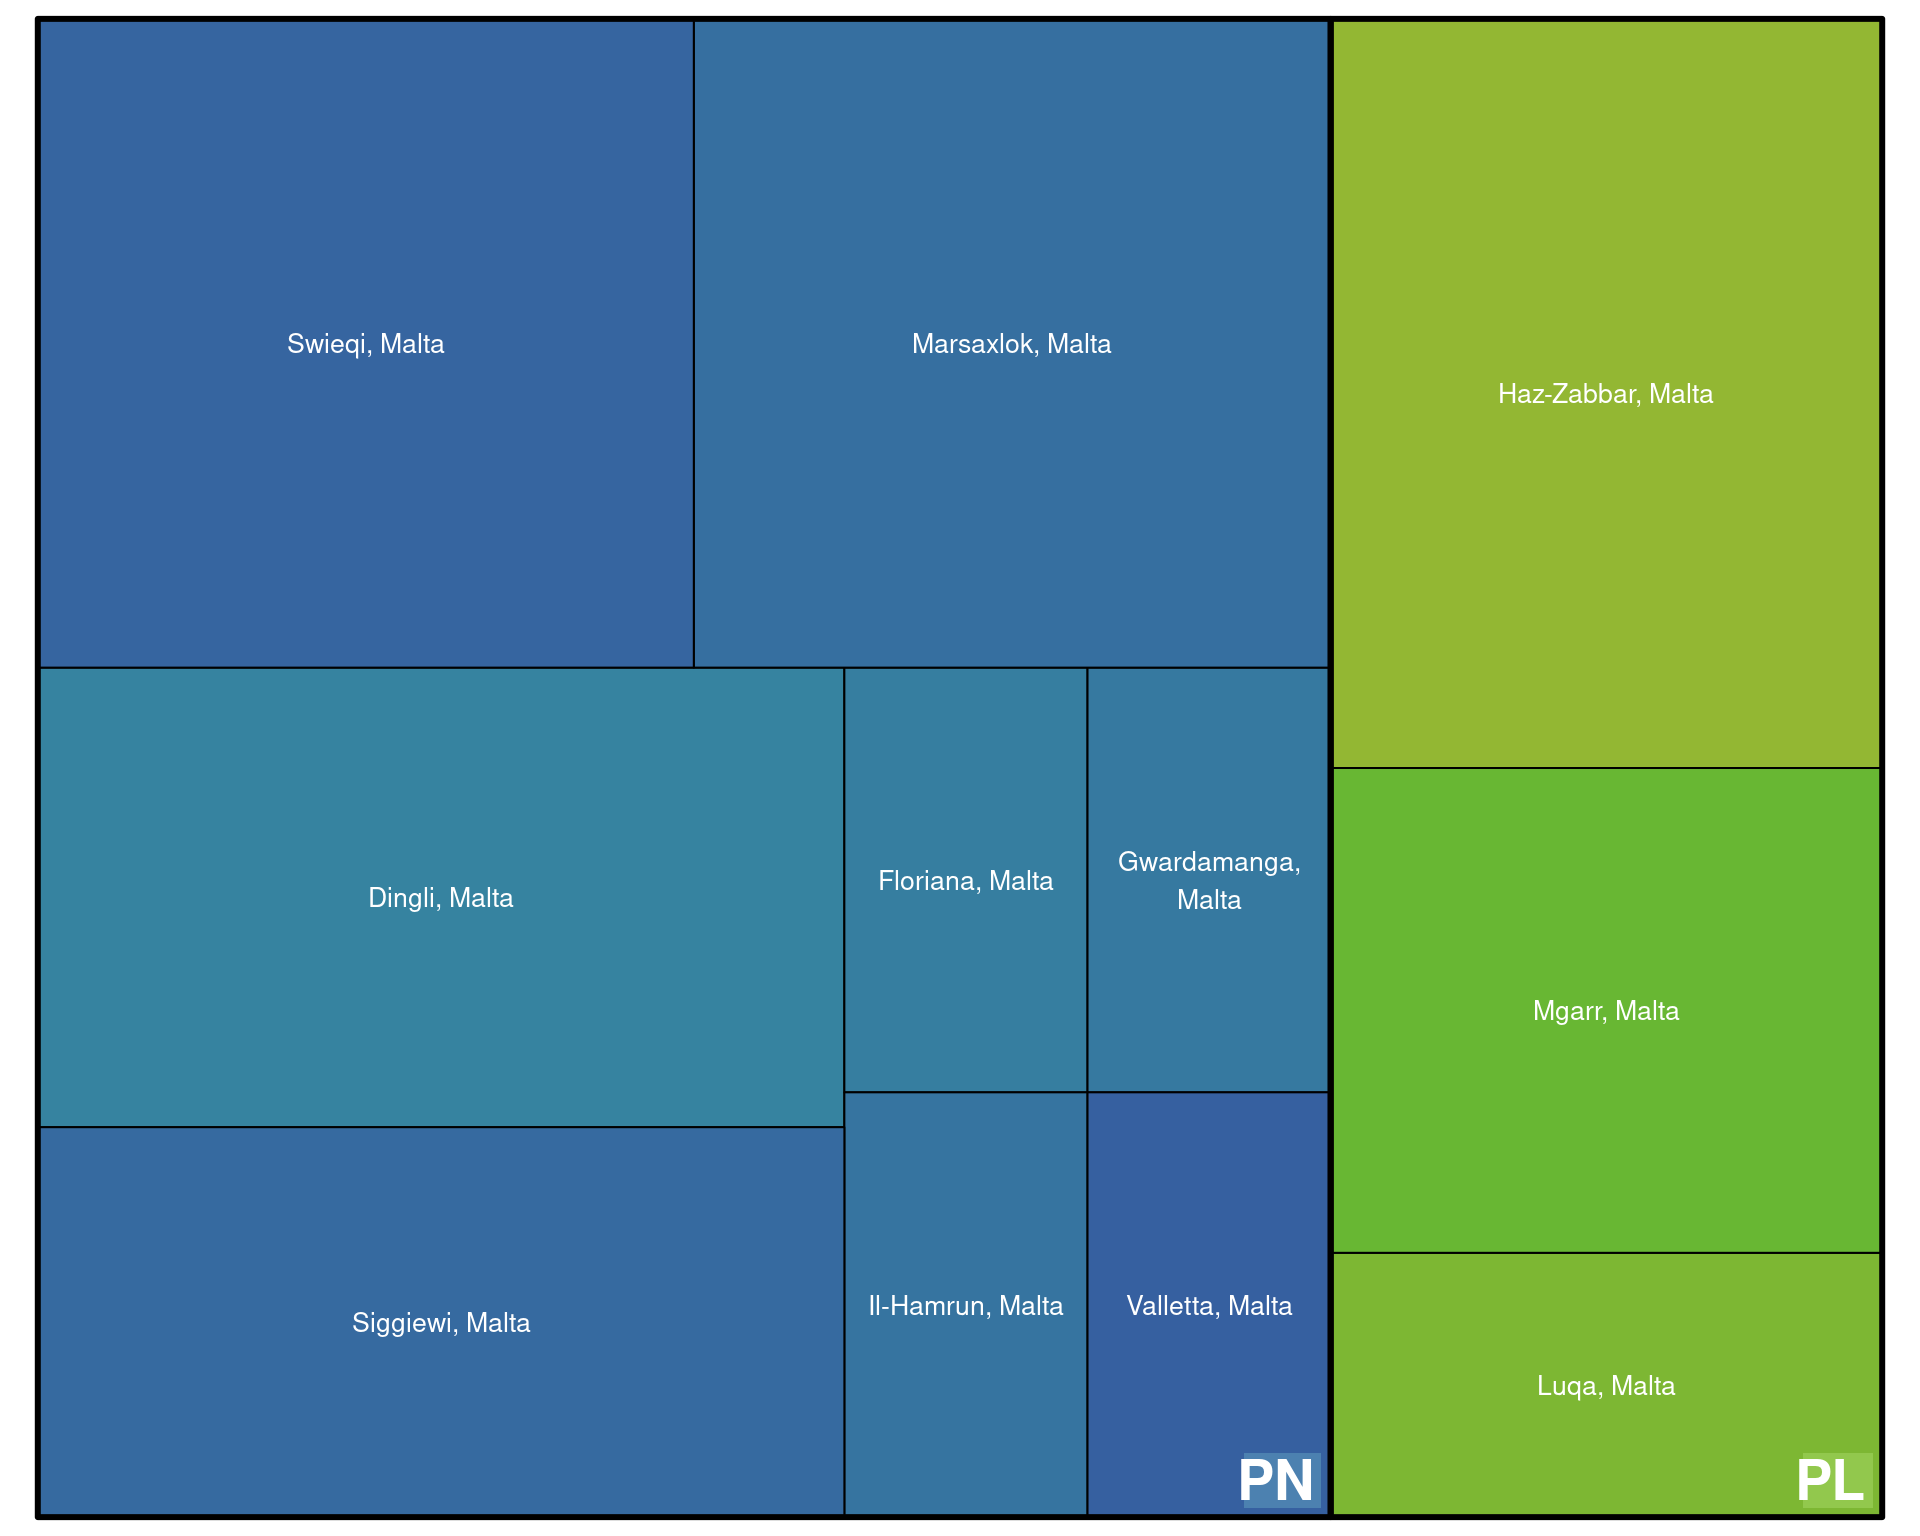 Swieqi, Malta
Marsaxlok, Malta
Haz-Zabbar, Malta
Dingli, Malta
Floriana, Malta
Gwardamanga,
Malta
Mgarr, Malta
Siggiewi, Malta
Il-Hamrun, Malta
Valletta, Malta
Luqa, Malta
PN
PL